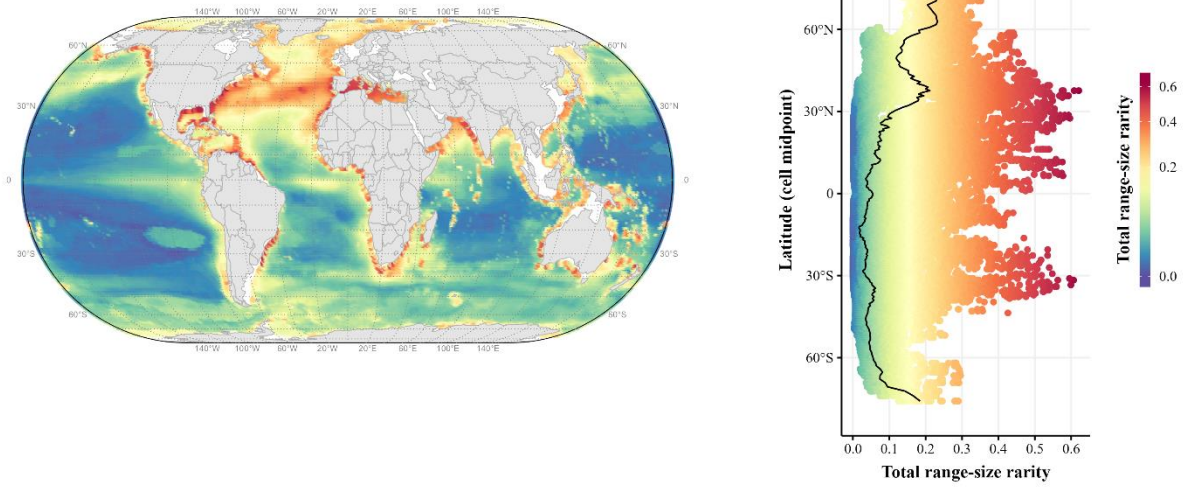 60°N
60°N
30°N
30°N
0
0
30°S
30°S
60°S
60°S
140°W 100°W 60°W 20°W 20°E 60°E 100°E 140°E
140°W 100°W 60°W 20°W 20°E 60°E 100°E 140°E
Latitude (cell midpoint)
60°N
30°N
0
30°S
60°S
0.0 0.1 0.2 0.3 0.4 0.5 0.6
Total range-size rarity
Total range-size rarity
0.6
0.4
0.2
0.0